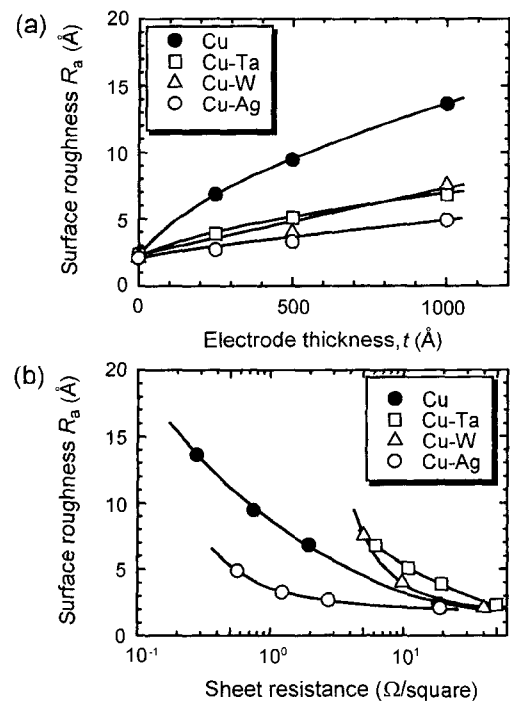 (a)
20
15
10
5
0
Surface roughness Rₐ (Å)
Cu
Cu-Ta
Cu-W
Cu-Ag
0
500
1000
Electrode thickness, t (Å)
(b)
20
15
10
5
0
Surface roughness Rₐ (Å)
Cu
Cu-Ta
Cu-W
Cu-Ag
10⁻¹
10⁰
10¹
Sheet resistance (Ω/square)